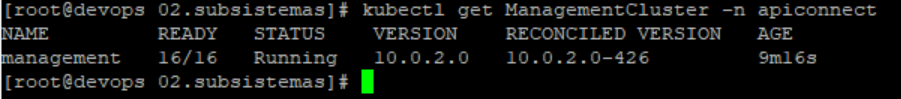 [root@devops 02.subsistemas]# kubectl get ManagementCluster -n apiconnect
NAME READY STATUS VERSION RECONCILED VERSION AGE
management 16/16 Running 10.0.2.0 10.0.2.0-426 9m16s
[root@devops 02.subsistemas]#